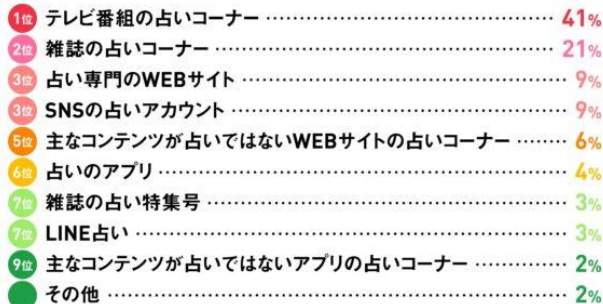 1位 テレビ番組の占いコーナー 41%
2位 雑誌の占いコーナー 21%
3位 占い専門のWEBサイト 9%
3位 SNSの占いアカウント 9%
5位 主なコンテンツが占いではないWEBサイトの占いコーナー 6%
6位 占いのアプリ 4%
7位 雑誌の占い特集号 3%
7位 LINE占い 3%
9位 主なコンテンツが占いではないアプリの占いコーナー 2%
その他 2%